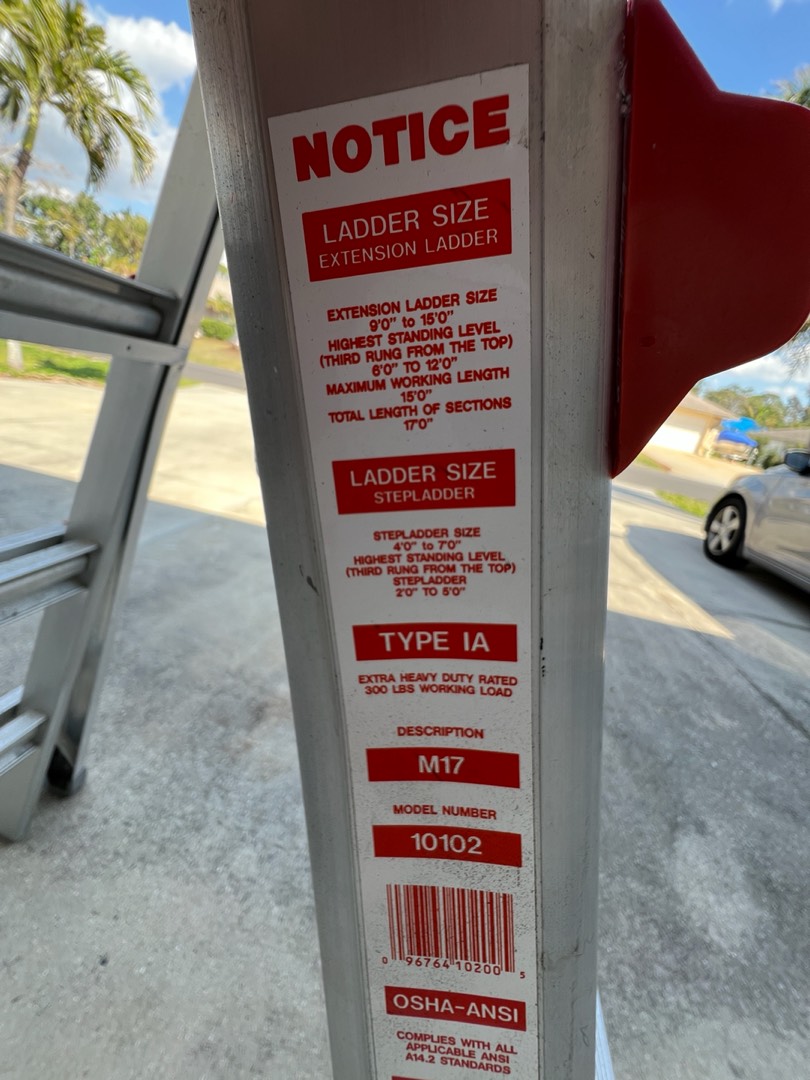 NOTICE
LADDER SIZE
EXTENSION LADDER
EXTENSION LADDER SIZE
9'0" to 15'0"
HIGHEST STANDING LEVEL
(THIRD RUNG FROM THE TOP)
6'0" TO 12'0"
MAXIMUM WORKING LENGTH
15'0"
TOTAL LENGTH OF SECTIONS
17'0"
LADDER SIZE
STEPLADDER
STEPLADDER SIZE
4'0" to 7'0"
HIGHEST STANDING LEVEL
(THIRD RUNG FROM THE TOP)
STEPLADDER
2'0" TO 5'0"
TYPE IA
EXTRA HEAVY DUTY RATED
300 LBS WORKING LOAD
DESCRIPTION
M17
MODEL NUMBER
10102
0 96764 10200 5
OSHA-ANSI
COMPLIES WITH ALL
APPLICABLE ANSI
A14.2 STANDARDS